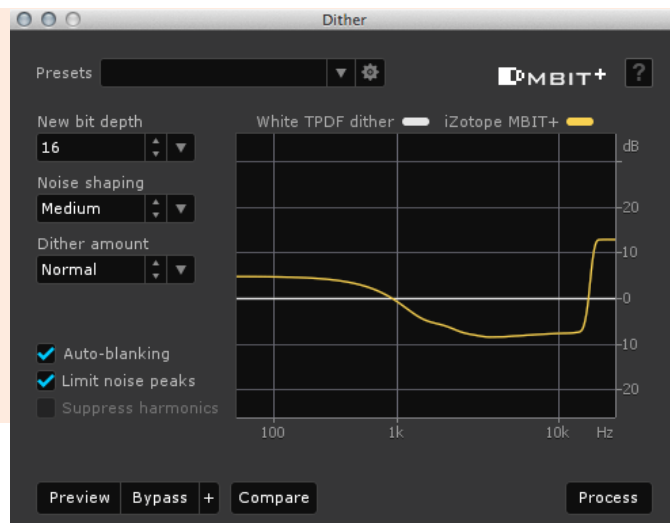 Dither
Presets
MBIT+ ?
New bit depth
16
White TPDF dither iZotope MBIT+
dB
Noise shaping
Medium
Dither amount
Normal
-20
-10
-0
-10
-20
Auto-blanking
Limit noise peaks
Suppress harmonics
100 1k 10k Hz
Preview Bypass + Compare Process